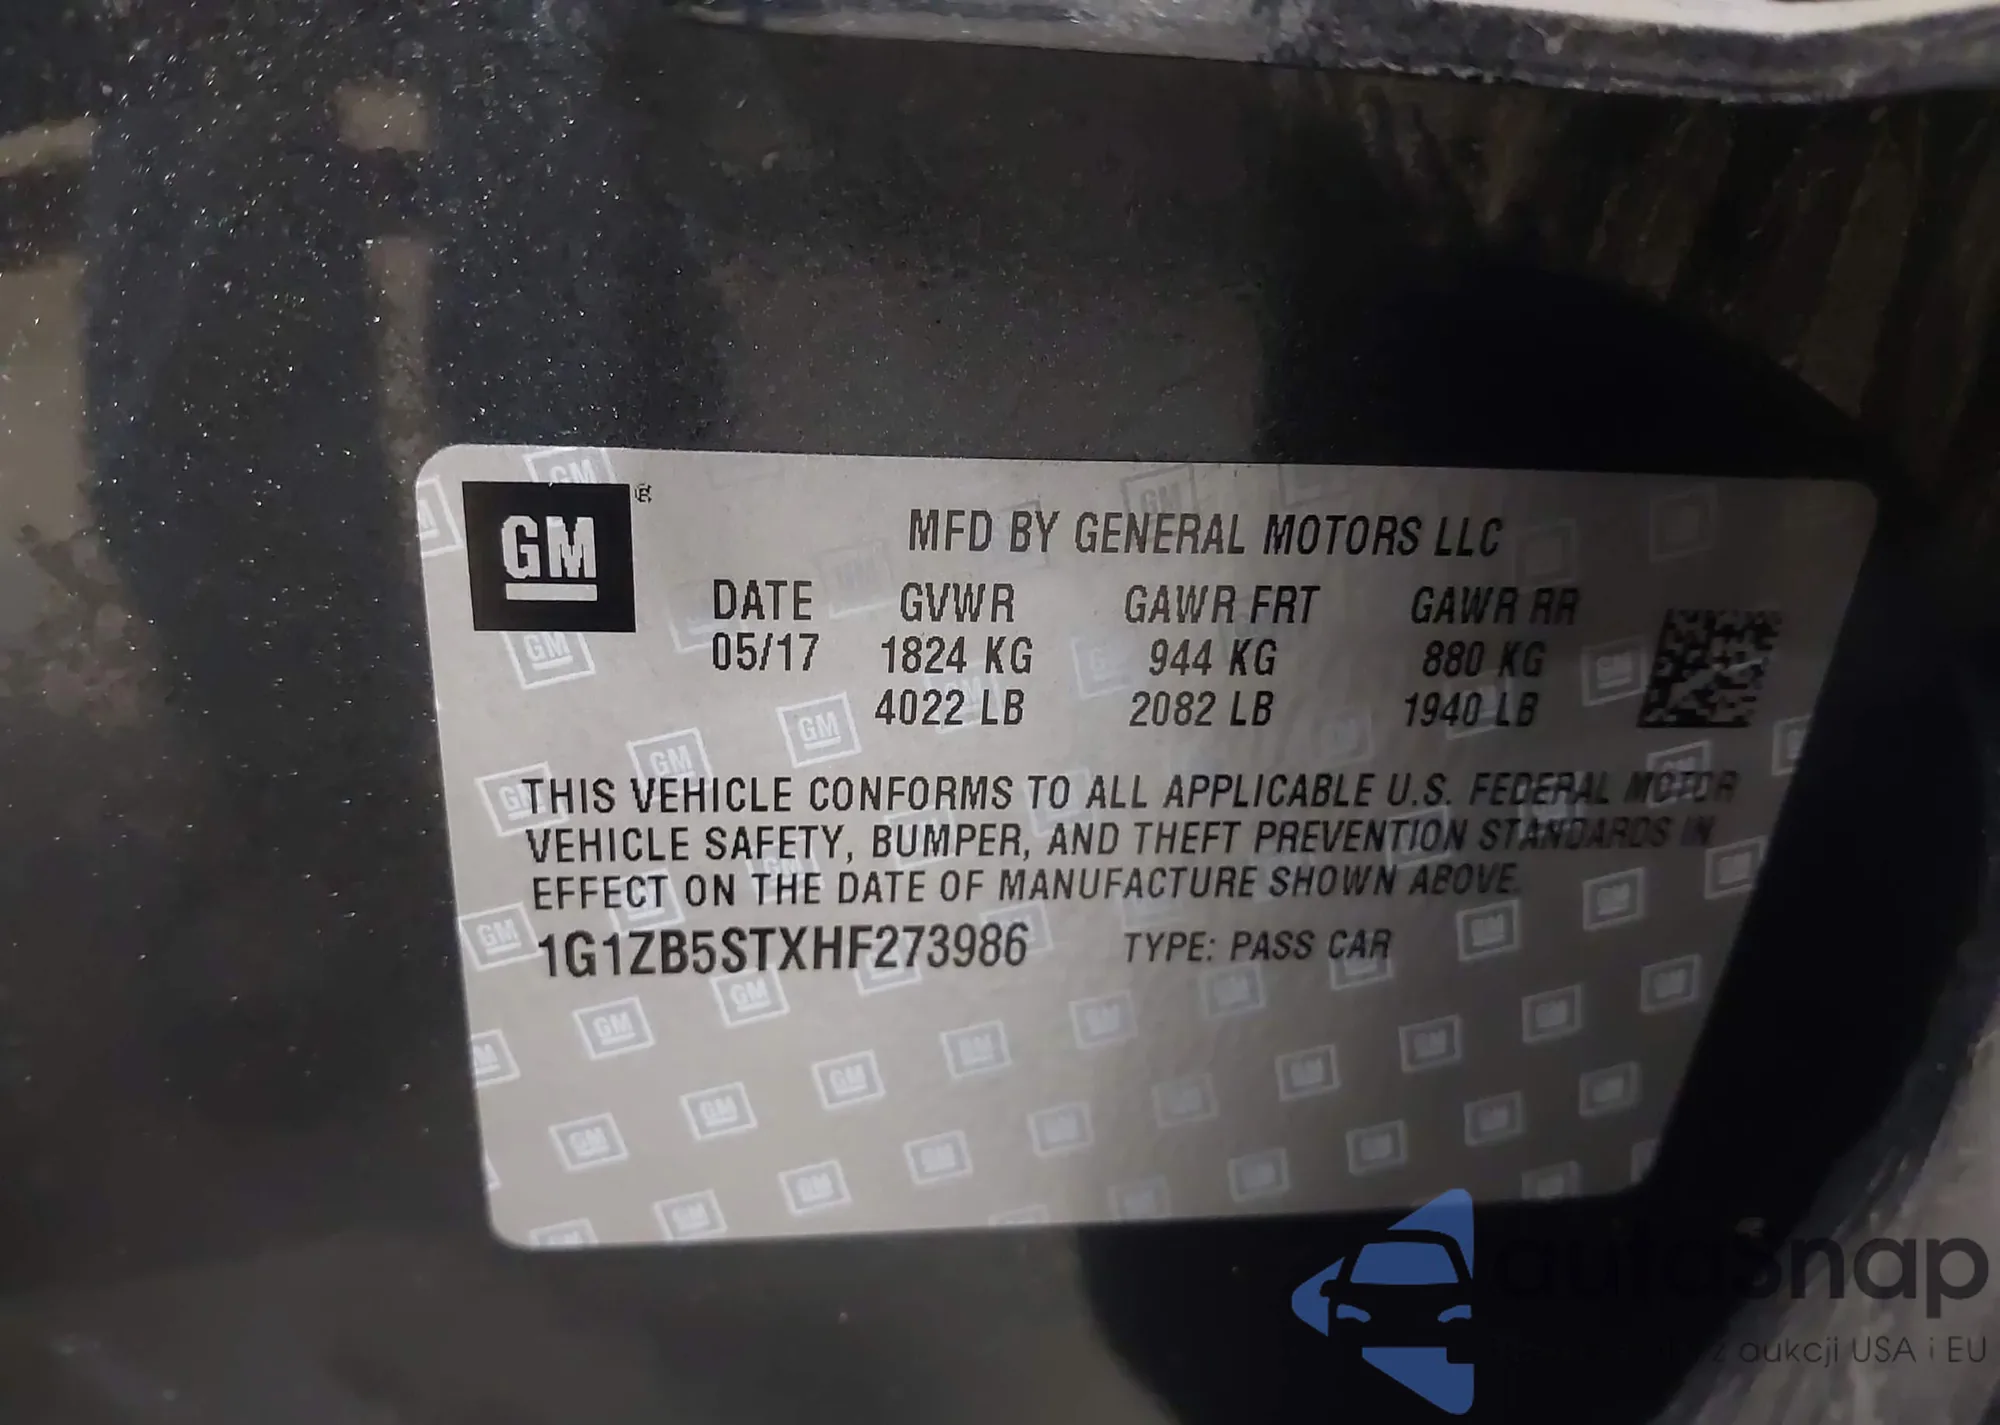 GM
MFD BY GENERAL MOTORS LLC
DATE GVWR GAWR FRT GAWR RR
05/17 1824 KG 944 KG 880 KG
4022 LB 2082 LB 1940 LB
THIS VEHICLE CONFORMS TO ALL APPLICABLE U.S. FEDERAL MOTOR
VEHICLE SAFETY, BUMPER, AND THEFT PREVENTION STANDARDS IN
EFFECT ON THE DATE OF MANUFACTURE SHOWN ABOVE.
1G1ZB5STXHF273986 TYPE: PASS CAR
autoSnap
z aukcji USA i EU